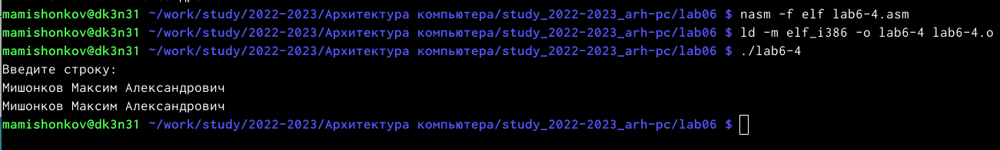 mamishonkov@dk3n31 ~/work/study/2022-2023/Архитектура компьютера/study_2022-2023_arh-pc/lab06 $ nasm -f elf lab6-4.asm
mamishonkov@dk3n31 ~/work/study/2022-2023/Архитектура компьютера/study_2022-2023_arh-pc/lab06 $ ld -m elf_i386 -o lab6-4 lab6-4.o
mamishonkov@dk3n31 ~/work/study/2022-2023/Архитектура компьютера/study_2022-2023_arh-pc/lab06 $ ./lab6-4
Введите строку:
Мишонков Максим Александрович
Мишонков Максим Александрович
mamishonkov@dk3n31 ~/work/study/2022-2023/Архитектура компьютера/study_2022-2023_arh-pc/lab06 $